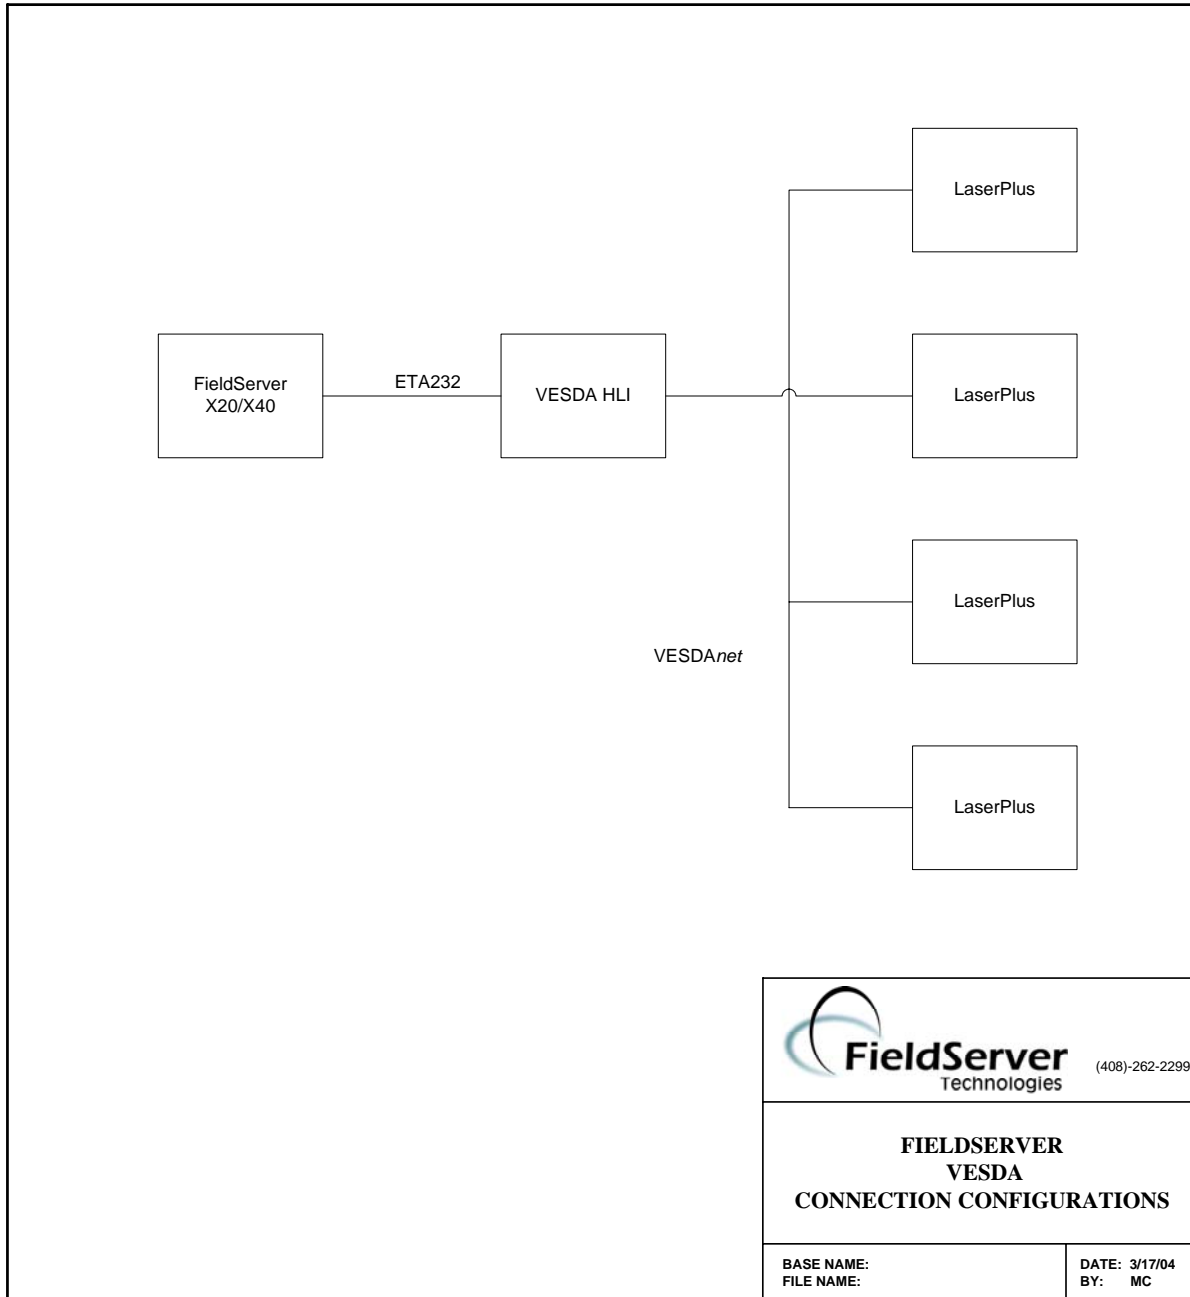 LaserPlus
FieldServer
X20/X40
ETA232
VESDA HLI
LaserPlus
LaserPlus
VESDAnet
LaserPlus
FieldServer
Technologies
(408)-262-2299
FIELDSERVER
VESDA
CONNECTION CONFIGURATIONS
BASE NAME:
FILE NAME:
DATE: 3/17/04
BY: MC